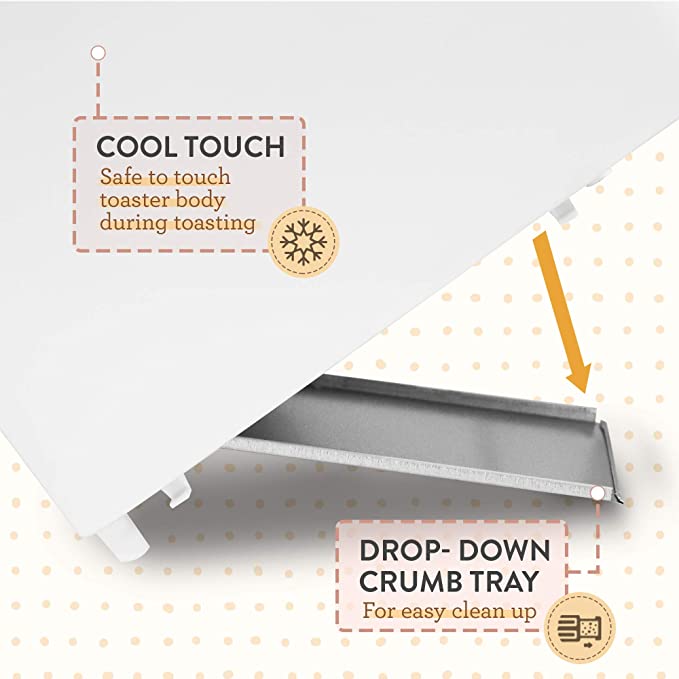 COOL TOUCH
Safe to touch
toaster body
during toasting
DROP- DOWN
CRUMB TRAY
For easy clean up